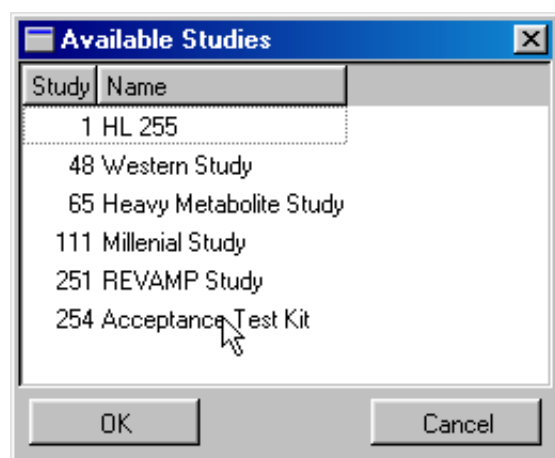 Available Studies
Study Name
1 HL 255
48 Western Study
65 Heavy Metabolite Study
111 Millenial Study
251 REVAMP Study
254 Acceptance Test Kit
OK Cancel